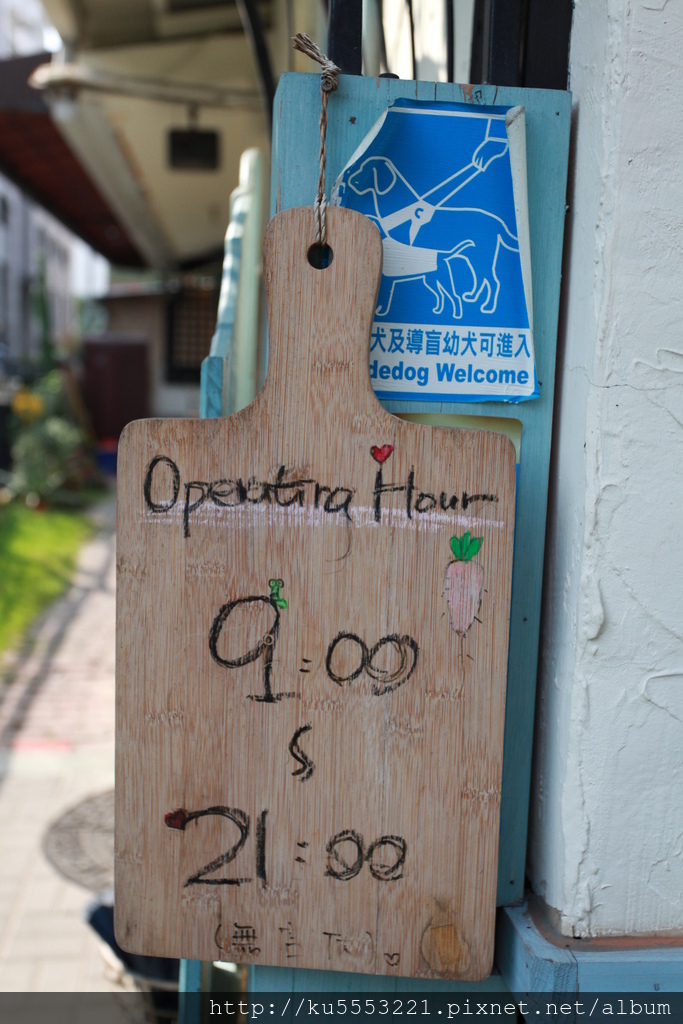 犬及導盲幼犬可進入
dedog Welcome
Operating Hour
9:00
S
21:00
http://ku5553221.pixnet.net/album